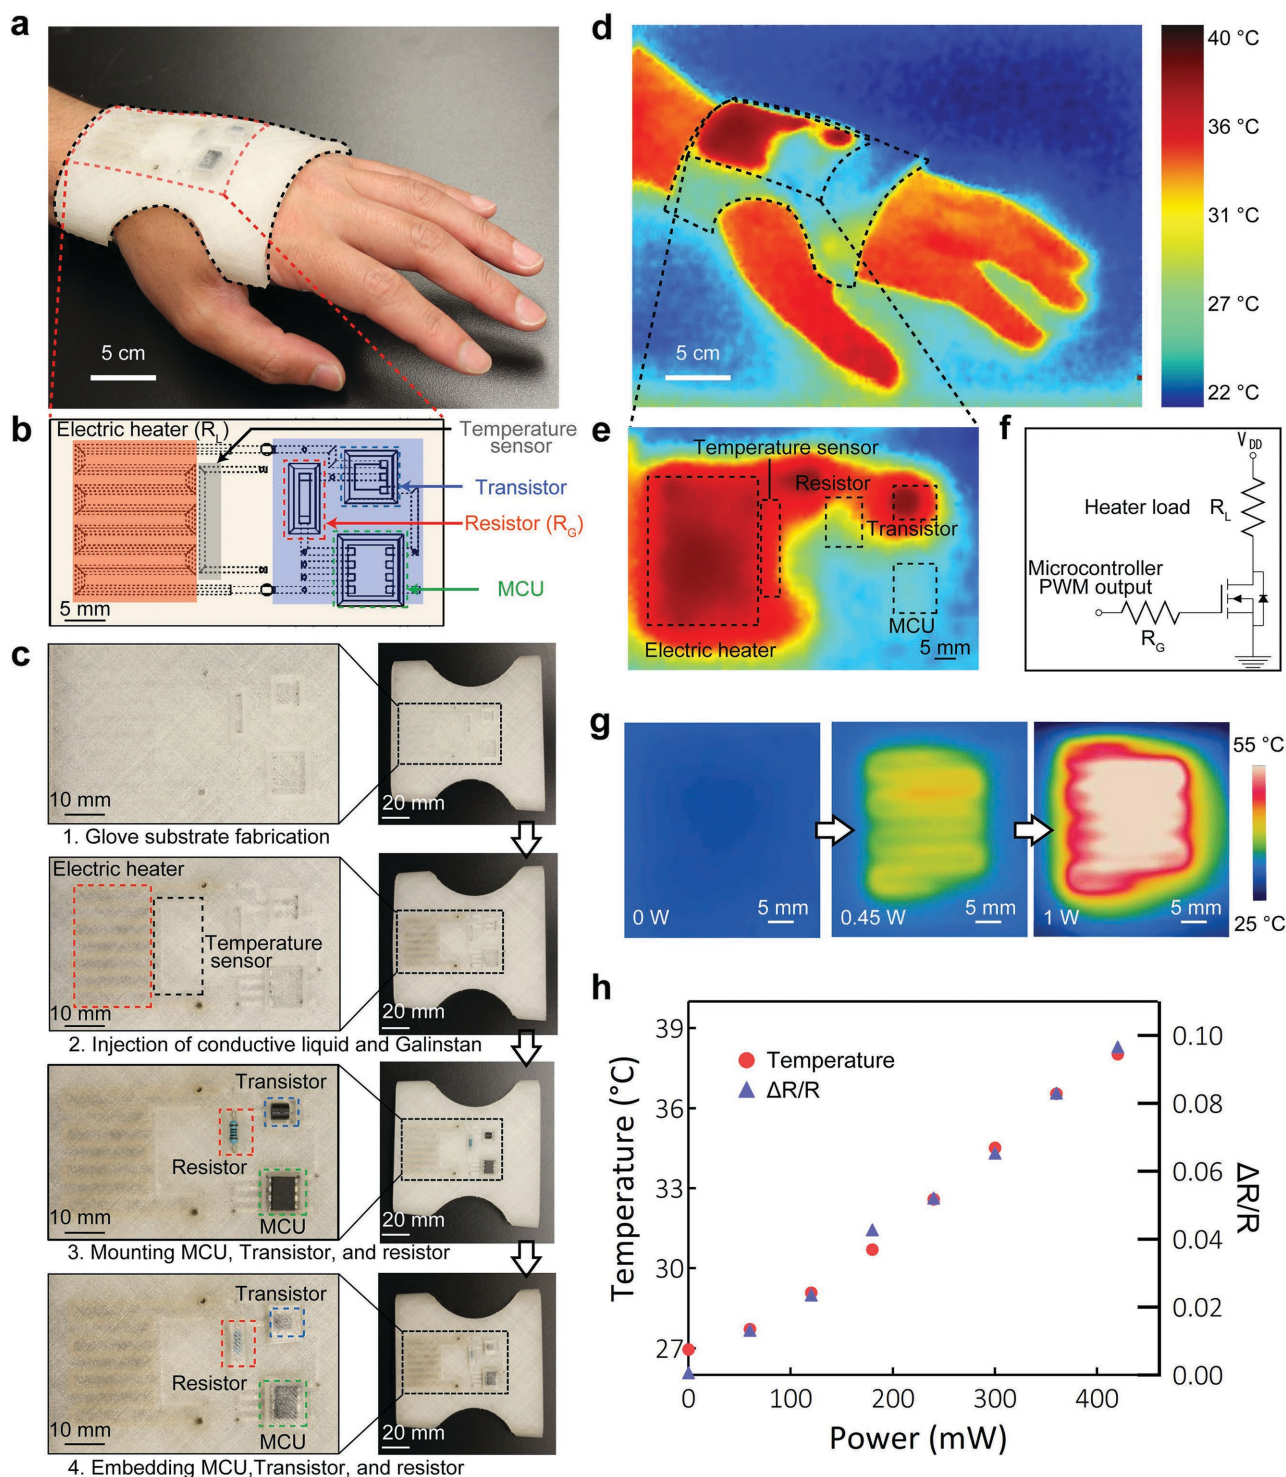 a
5 cm
b
Electric heater (RL)
Temperature
sensor
Transistor
Resistor (RG)
MCU
5 mm
c
10 mm
20 mm
1. Glove substrate fabrication
Electric heater
Temperature
sensor
10 mm
20 mm
2. Injection of conductive liquid and Galinstan
Transistor
Resistor
MCU
10 mm
20 mm
3. Mounting MCU, Transistor, and resistor
Transistor
Resistor
MCU
10 mm
20 mm
4. Embedding MCU,Transistor, and resistor
d
5 cm
40 °C
36 °C
31 °C
27 °C
22 °C
e
Temperature sensor
Resistor
Transistor
MCU
Electric heater
5 mm
f
VDD
Heater load
RL
Microcontroller
PWM output
RG
g
0 W
5 mm
0.45 W
5 mm
1 W
5 mm
55 °C
25 °C
h
Temperature
ΔR/R
Temperature (°C)
39
36
33
30
27
0
100
200
300
400
Power (mW)
0.10
0.08
0.06
0.04
0.02
0.00
ΔR/R